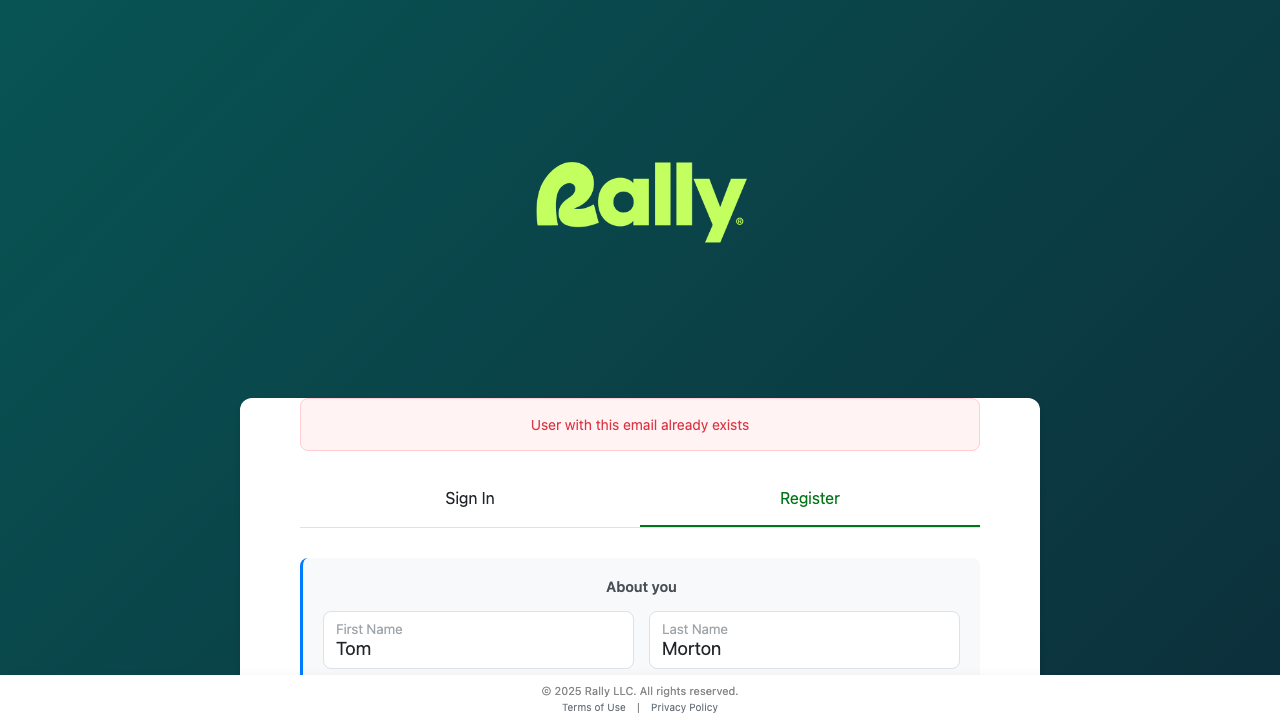 Rally®
User with this email already exists
Sign In
Register
About you
First Name
Tom
Last Name
Morton
© 2025 Rally LLC. All rights reserved.
Terms of Use | Privacy Policy